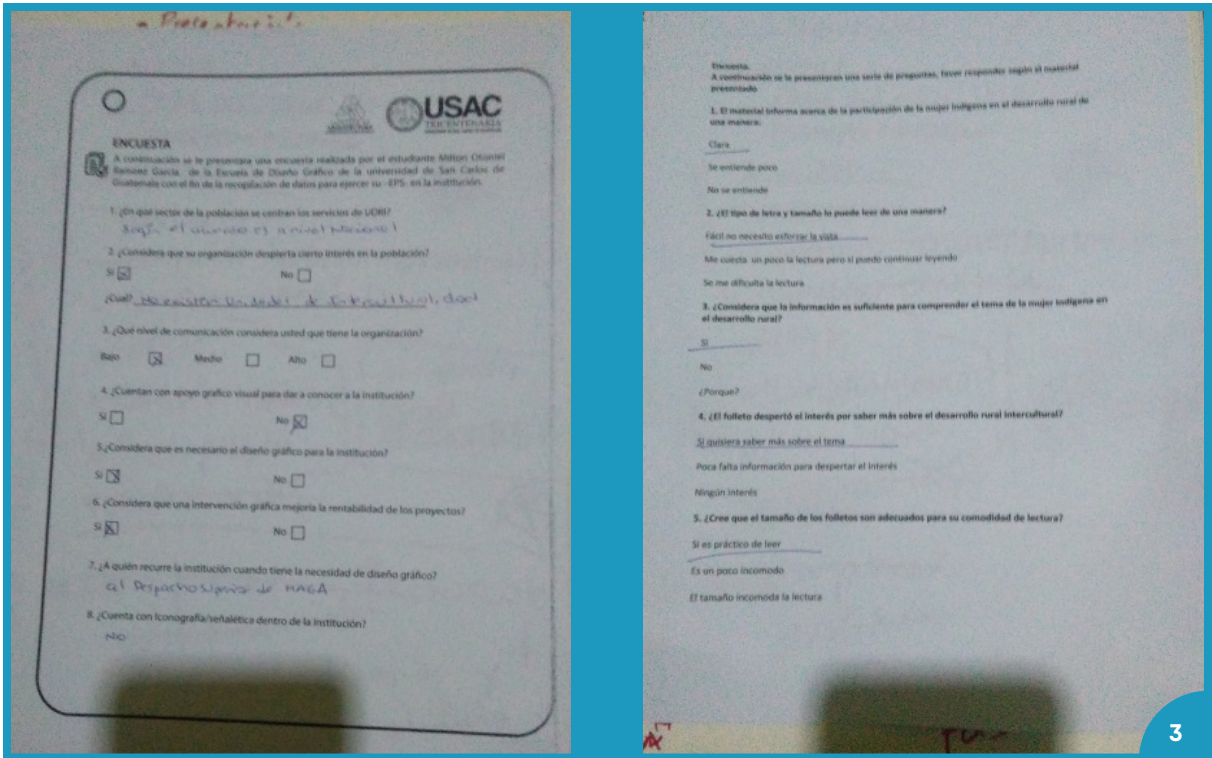 USAC
TRICENTENARIA
ENCUESTA
A continuación se le presentara una encuesta realizada por el estudiante Milton Otoniel
Ramirez Garcia de la Escuela de Diseño Gráfico de la universidad de San Carlos de
Guatemala con el fin de la recopilación de datos para ejercer su -EPS- en la institución.
1. ¿En que sector de la población se centran los servicios de UDRI?
el acuerdo es a nivel Nacional
2. ¿Considera que su organización despierta cierto interés en la población?
Si No
¿Cual?
3. ¿Qué nivel de comunicación considera usted que tiene la organización?
Bajo Medio Alto
4. ¿Cuentan con apoyo grafico visual para dar a conocer a la institución?
Si No
5.¿Considera que es necesario el diseño gráfico para la institución?
Si No
6. ¿Considera que una intervención gráfica mejoría la rentabilidad de los proyectos?
Si No
7. ¿A quién recurre la institución cuando tiene la necesidad de diseño gráfico?
al Despacho de MAGA
8. ¿Cuenta con Iconografía/señalética dentro de la institución?
NO
Encuesta.
A continuación se le presentaran una serie de preguntas, favor responder según el material
presentado
1. El material informa acerca de la participación de la mujer indígena en el desarrollo rural de
una manera:
Clara
Se entiende poco
No se entiende
2. ¿El tipo de letra y tamaño lo puede leer de una manera?
Fácil no necesito esforzar la vista
Me cuesta un poco la lectura pero si puedo continuar leyendo
Se me dificulta la lectura
3. ¿Considera que la información es suficiente para comprender el tema de la mujer indígena en
el desarrollo rural?
Si
No
¿Porque?
4. ¿El folleto despertó el interés por saber más sobre el desarrollo rural intercultural?
Si quisiera saber más sobre el tema
Poca falta información para despertar el interés
Ningún interés
5. ¿Cree que el tamaño de los folletos son adecuados para su comodidad de lectura?
Si es práctico de leer
Es un poco incomodo
El tamaño incomoda la lectura
3